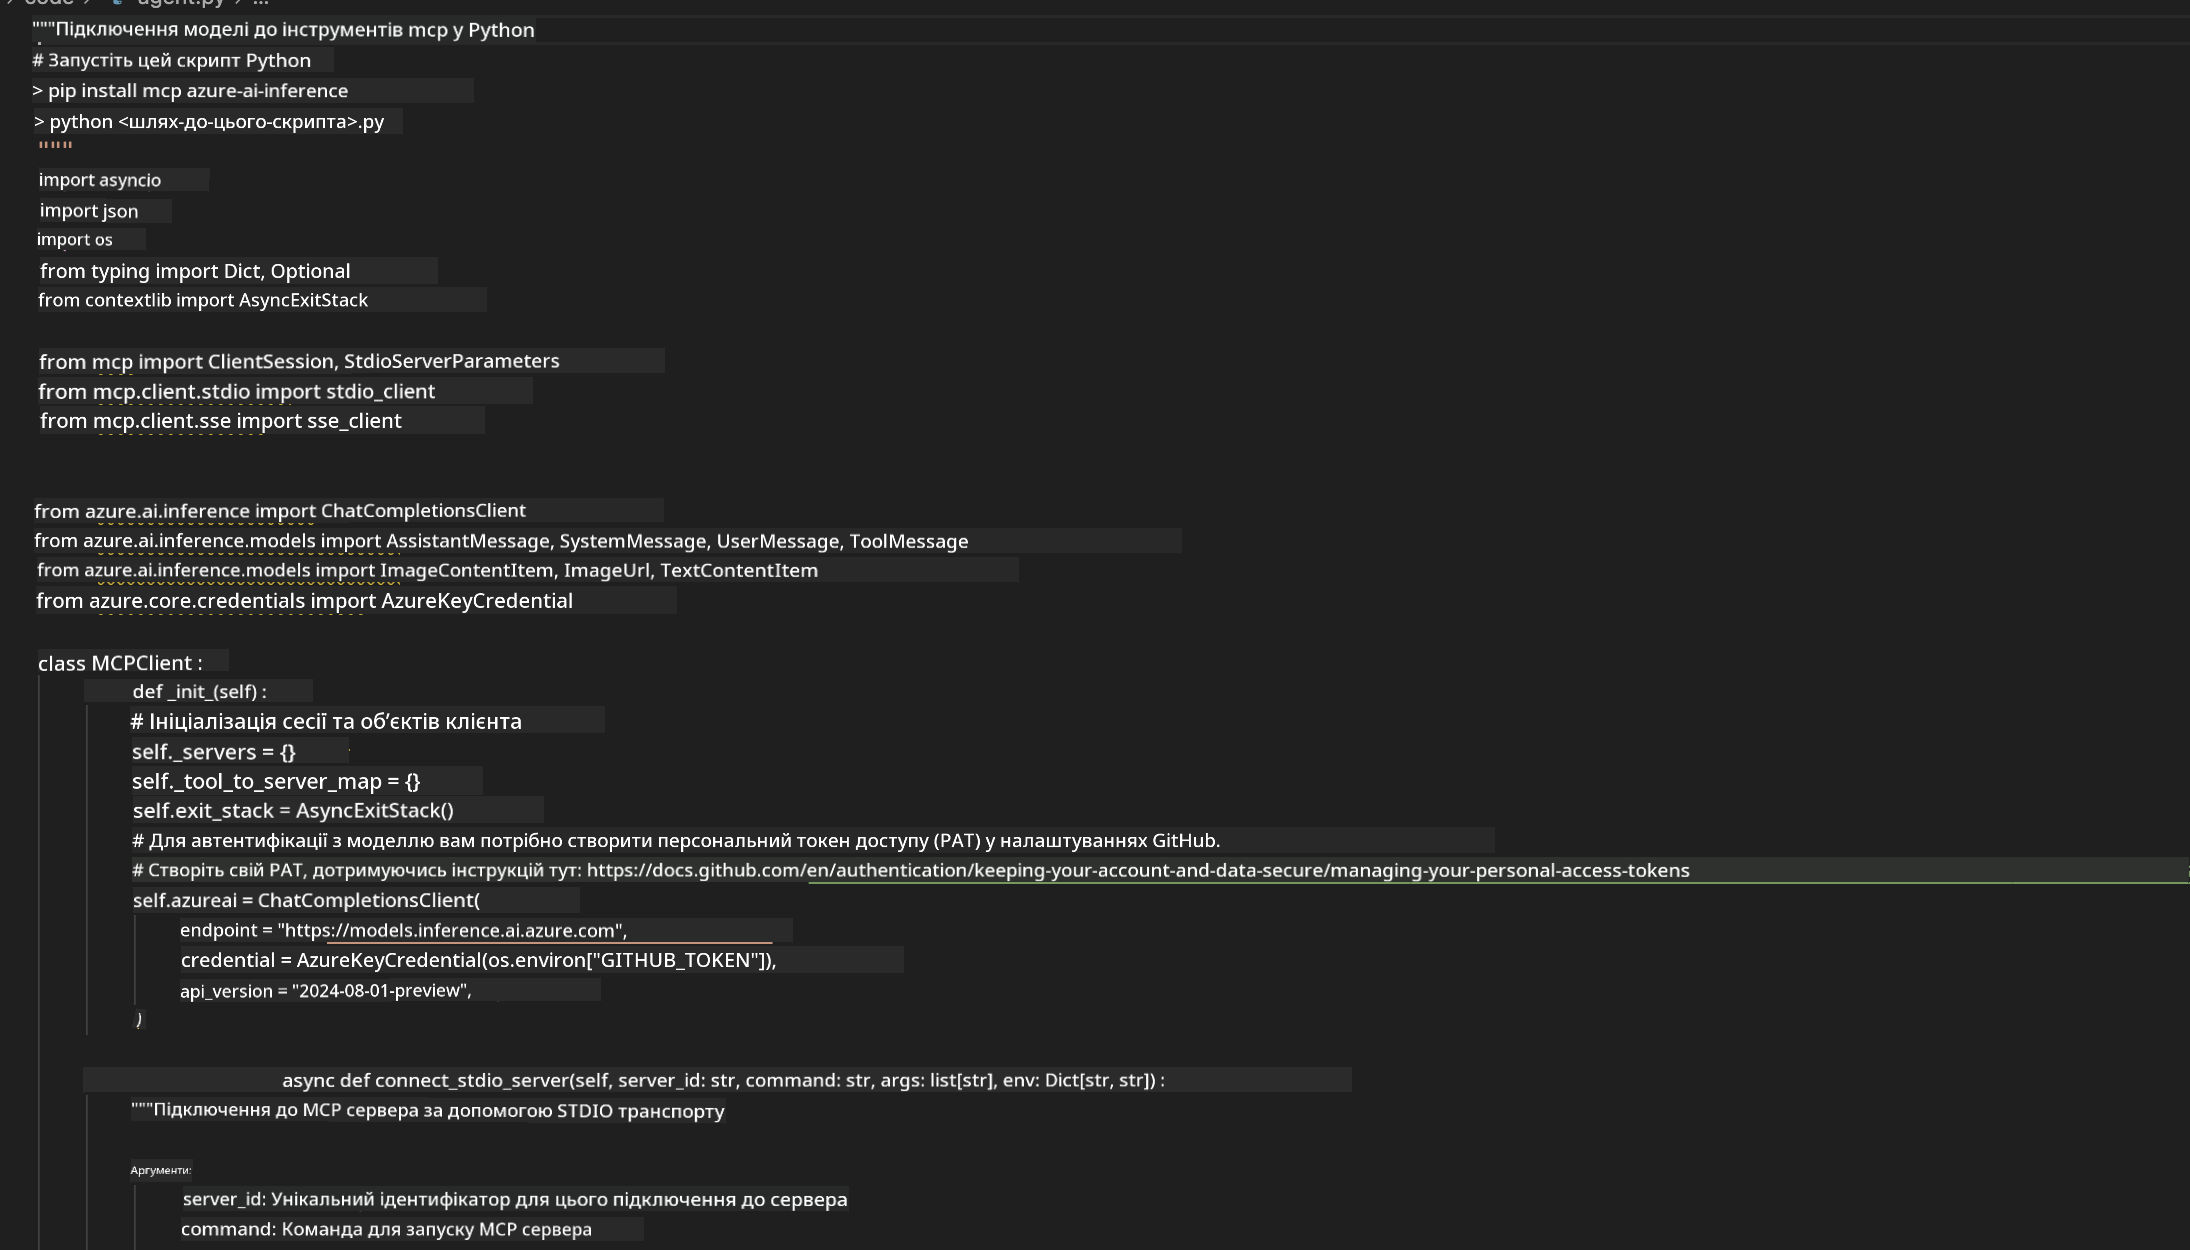 code > agent.py > ...
"""Підключення моделі до інструментів mcp у Python
# Запустіть цей скрипт Python
> pip install mcp azure-ai-inference
> python <шлях-до-цього-скрипта>.py
"""
import asyncio
import json
import os
from typing import Dict, Optional
from contextlib import AsyncExitStack
from mcp import ClientSession, StdioServerParameters
from mcp.client.stdio import stdio_client
from mcp.client.sse import sse_client
from azure.ai.inference import ChatCompletionsClient
from azure.ai.inference.models import AssistantMessage, SystemMessage, UserMessage, ToolMessage
from azure.ai.inference.models import ImageContentItem, ImageUrl, TextContentItem
from azure.core.credentials import AzureKeyCredential
class MCPClient :
def _init_(self) :
# Ініціалізація сесії та об’єктів клієнта
self._servers = {}
self._tool_to_server_map = {}
self.exit_stack = AsyncExitStack()
# Для автентифікації з моделлю вам потрібно створити персональний токен доступу (PAT) у налаштуваннях GitHub.
# Створіть свій PAT, дотримуючись інструкцій тут: https://docs.github.com/en/authentication/keeping-your-account-and-data-secure/managing-your-personal-access-tokens
self.azureai = ChatCompletionsClient(
endpoint = "https://models.inference.ai.azure.com",
credential = AzureKeyCredential(os.environ["GITHUB_TOKEN"]),
api_version = "2024-08-01-preview",
)
async def connect_stdio_server(self, server_id: str, command: str, args: list[str], env: Dict[str, str]) :
"""Підключення до MCP сервера за допомогою STDIO транспорту
Аргументи:
server_id: Унікальний ідентифікатор для цього підключення до сервера
command: Команда для запуску MCP сервера